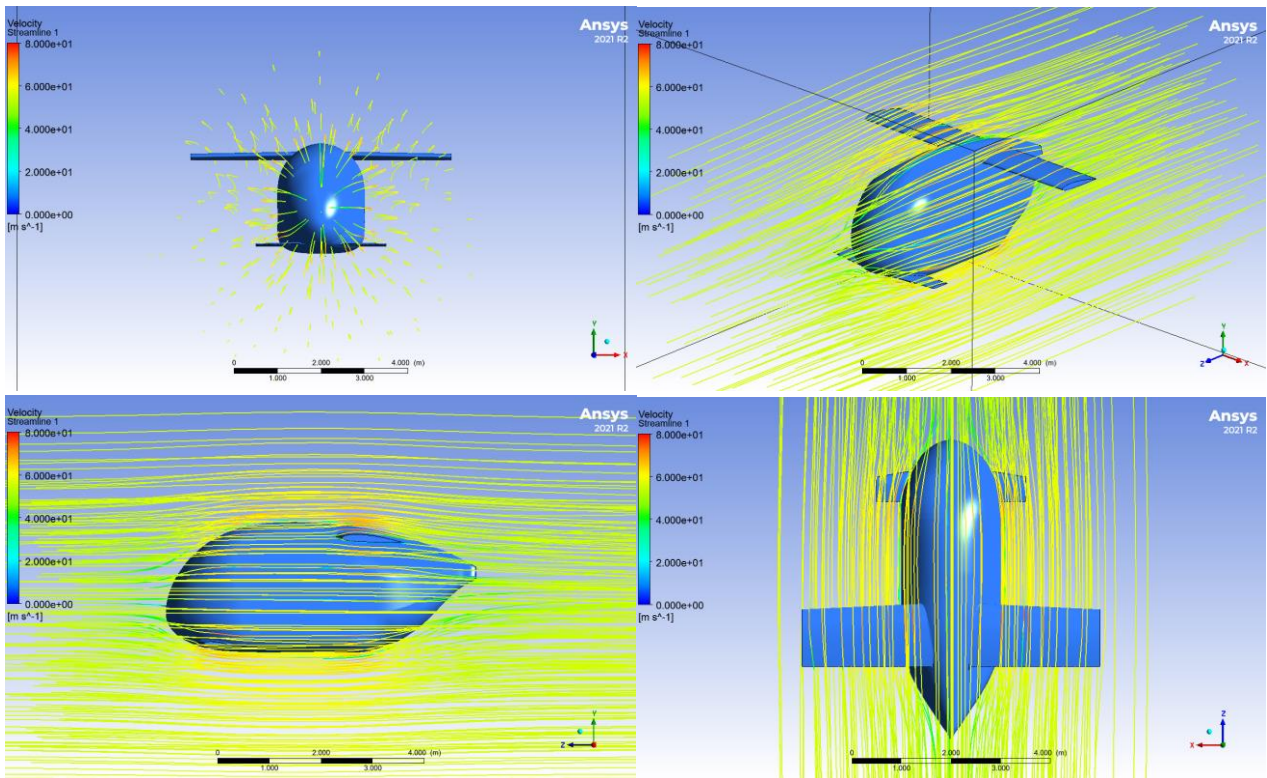 Velocity
Streamline 1
8.000e+01
6.000e+01
4.000e+01
2.000e+01
0.000e+00
[m s^-1]
Ansys
2021 R2
Y
X
0 2.000 4.000 (m)
1.000 3.000
Velocity
Streamline 1
8.000e+01
6.000e+01
4.000e+01
2.000e+01
0.000e+00
[m s^-1]
Ansys
2021 R2
Y
Z X
0 2.000 4.000 (m)
1.000 3.000
Velocity
Streamline 1
8.000e+01
6.000e+01
4.000e+01
2.000e+01
0.000e+00
[m s^-1]
Ansys
2021 R2
Y
Z
0 2.000 4.000 (m)
1.000 3.000
Velocity
Streamline 1
8.000e+01
6.000e+01
4.000e+01
2.000e+01
0.000e+00
[m s^-1]
Ansys
2021 R2
Z
X
0 2.000 4.000 (m)
1.000 3.000